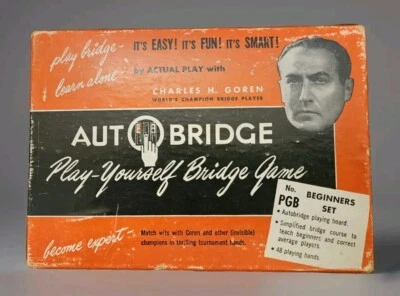 play bridge -
learn alone -
IT'S EASY! IT'S FUN! IT'S SMART!
by ACTUAL PLAY with
CHARLES H. GOREN
WORLD'S CHAMPION BRIDGE PLAYER
AUTOBRIDGE
Play-Yourself Bridge Game
become expert -
Match wits with Goren and other (invisible)
champions in thrilling tournament hands.
No.
PGB
BEGINNERS
SET
• Autobridge playing board.
• Simplified bridge course to
teach beginners and correct
average players.
• 48 playing hands.